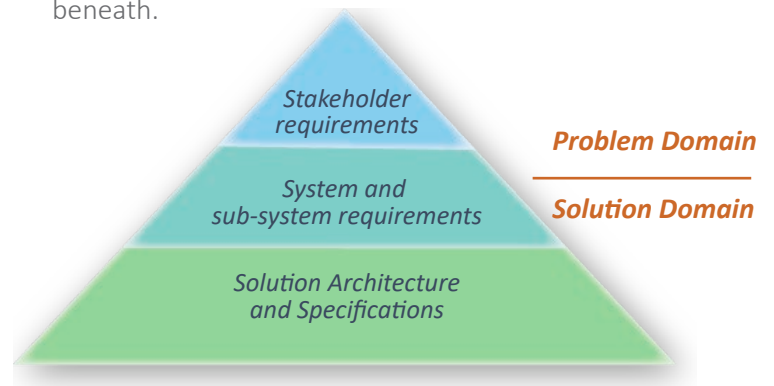 beneath.
Stakeholder
requirements
Problem Domain
System and
sub-system requirements
Solution Domain
Solution Architecture
and Specifications